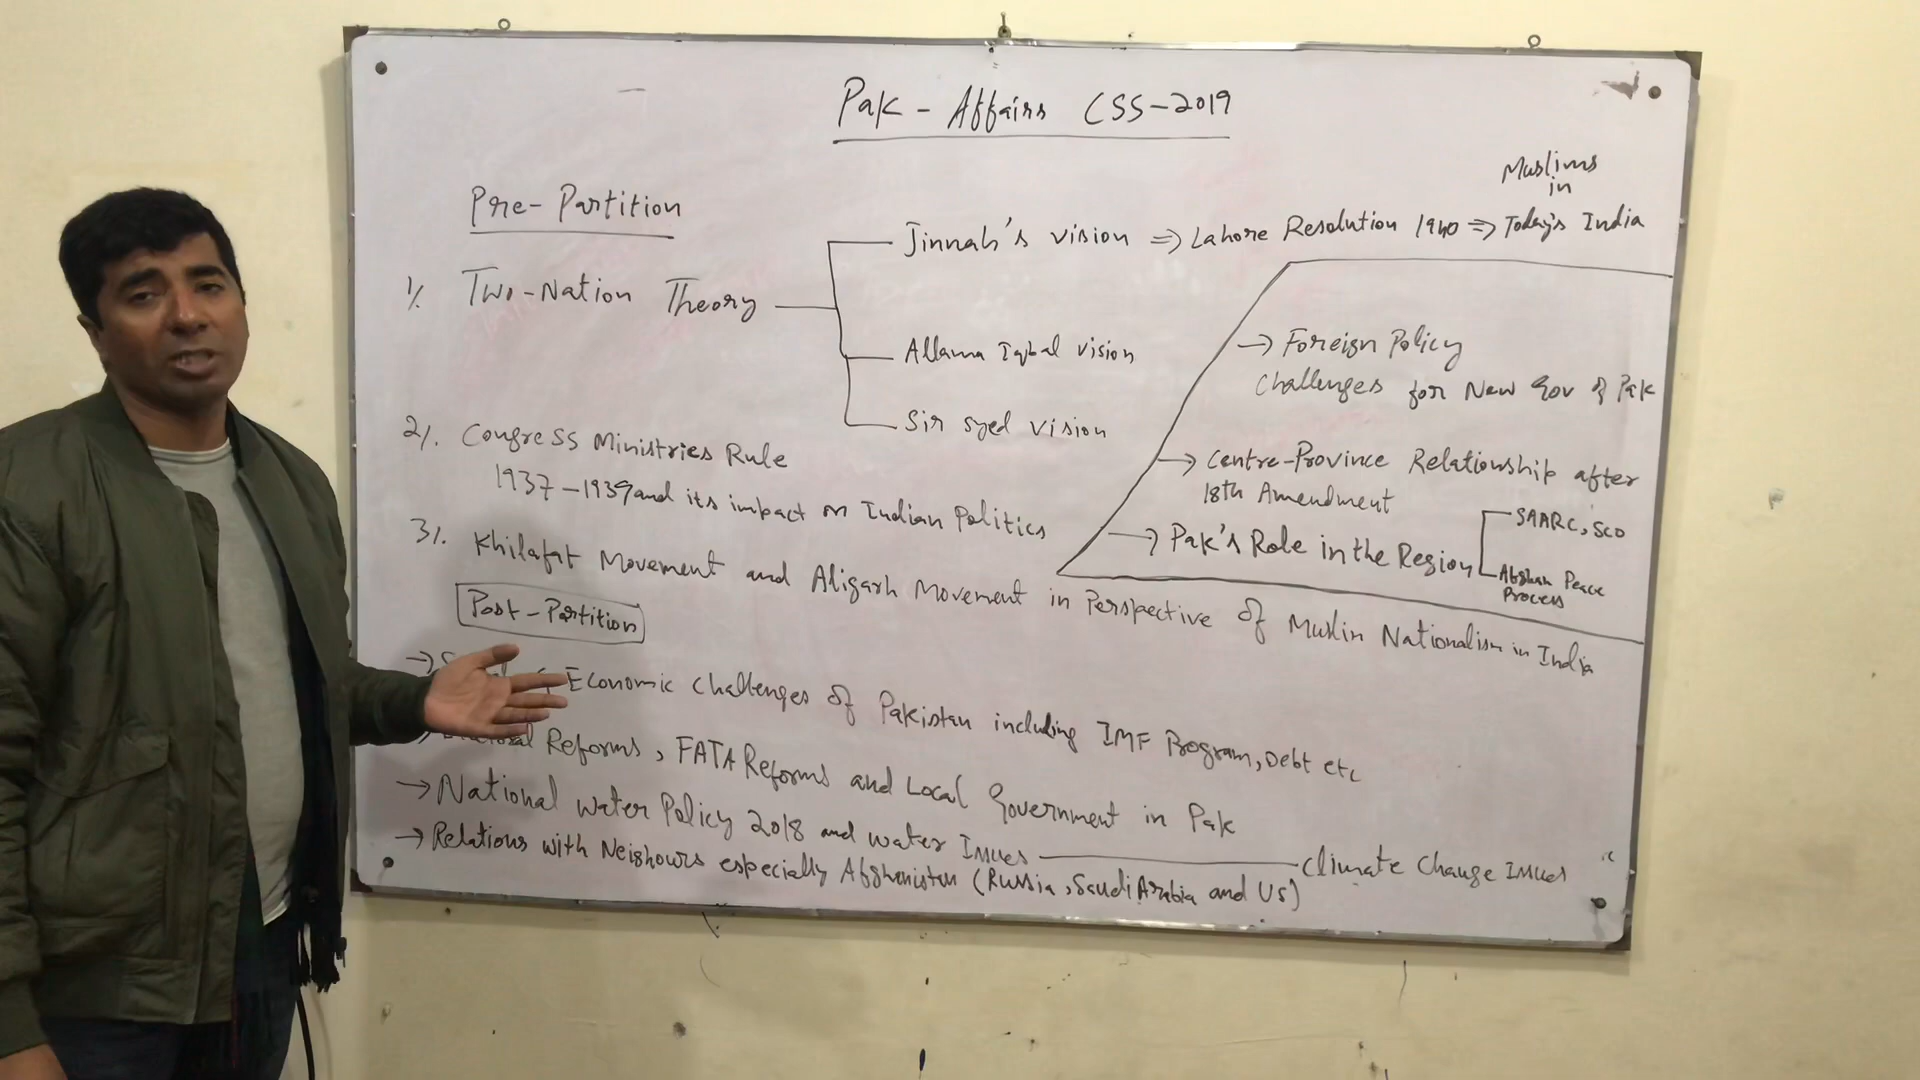 Pak - Affairs CSS-2019
Pre-Partition
1/. Two-Nation Theory
Jinnah's vision ⇒ Lahore Resolution 1940 ⇒ Muslims in Today's India
Allama Iqbal vision
Sir Syed vision
2/. Congress Ministries Rule
1937-1939 and its impact on Indian Politics
3/. Khilafat Movement and Aligarh Movement in Perspective of Muslim Nationalism in India
→ Foreign Policy
Challenges for New Gov of Pak
→ Centre-Province Relationship after
18th Amendment
→ Pak's Role in the Region
SAARC, SCO
Afghan Peace
Process
Post-Partition
→ Economic Challenges of Pakistan including IMF Program, Debt etc
→ Reforms, FATA Reforms and Local Government in Pak
→ National Water Policy 2018 and Water Issues — Climate Change Issues
→ Relations with Neighours especially Afghanistan (Russia, Saudi Arabia and US)